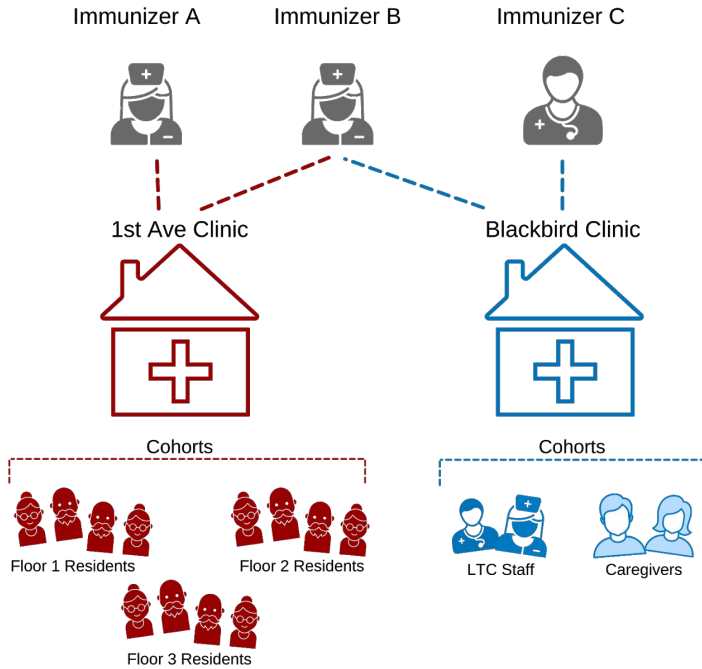 Immunizer A
Immunizer B
Immunizer C
1st Ave Clinic
Blackbird Clinic
Cohorts
Cohorts
Floor 1 Residents
Floor 2 Residents
LTC Staff
Caregivers
Floor 3 Residents